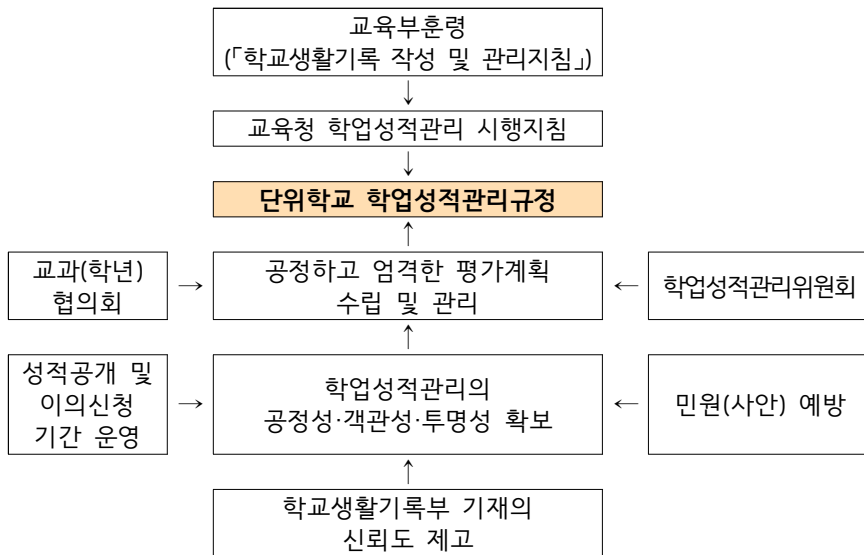 교육부훈령
(「학교생활기록 작성 및 관리지침」)
↓
교육청 학업성적관리 시행지침
↓
단위학교 학업성적관리규정
↑
교과(학년)
협의회
→
공정하고 엄격한 평가계획
수립 및 관리
←
학업성적관리위원회
↑
성적공개 및
이의신청
기간 운영
→
학업성적관리의
공정성·객관성·투명성 확보
←
민원(사안) 예방
↑
학교생활기록부 기재의
신뢰도 제고